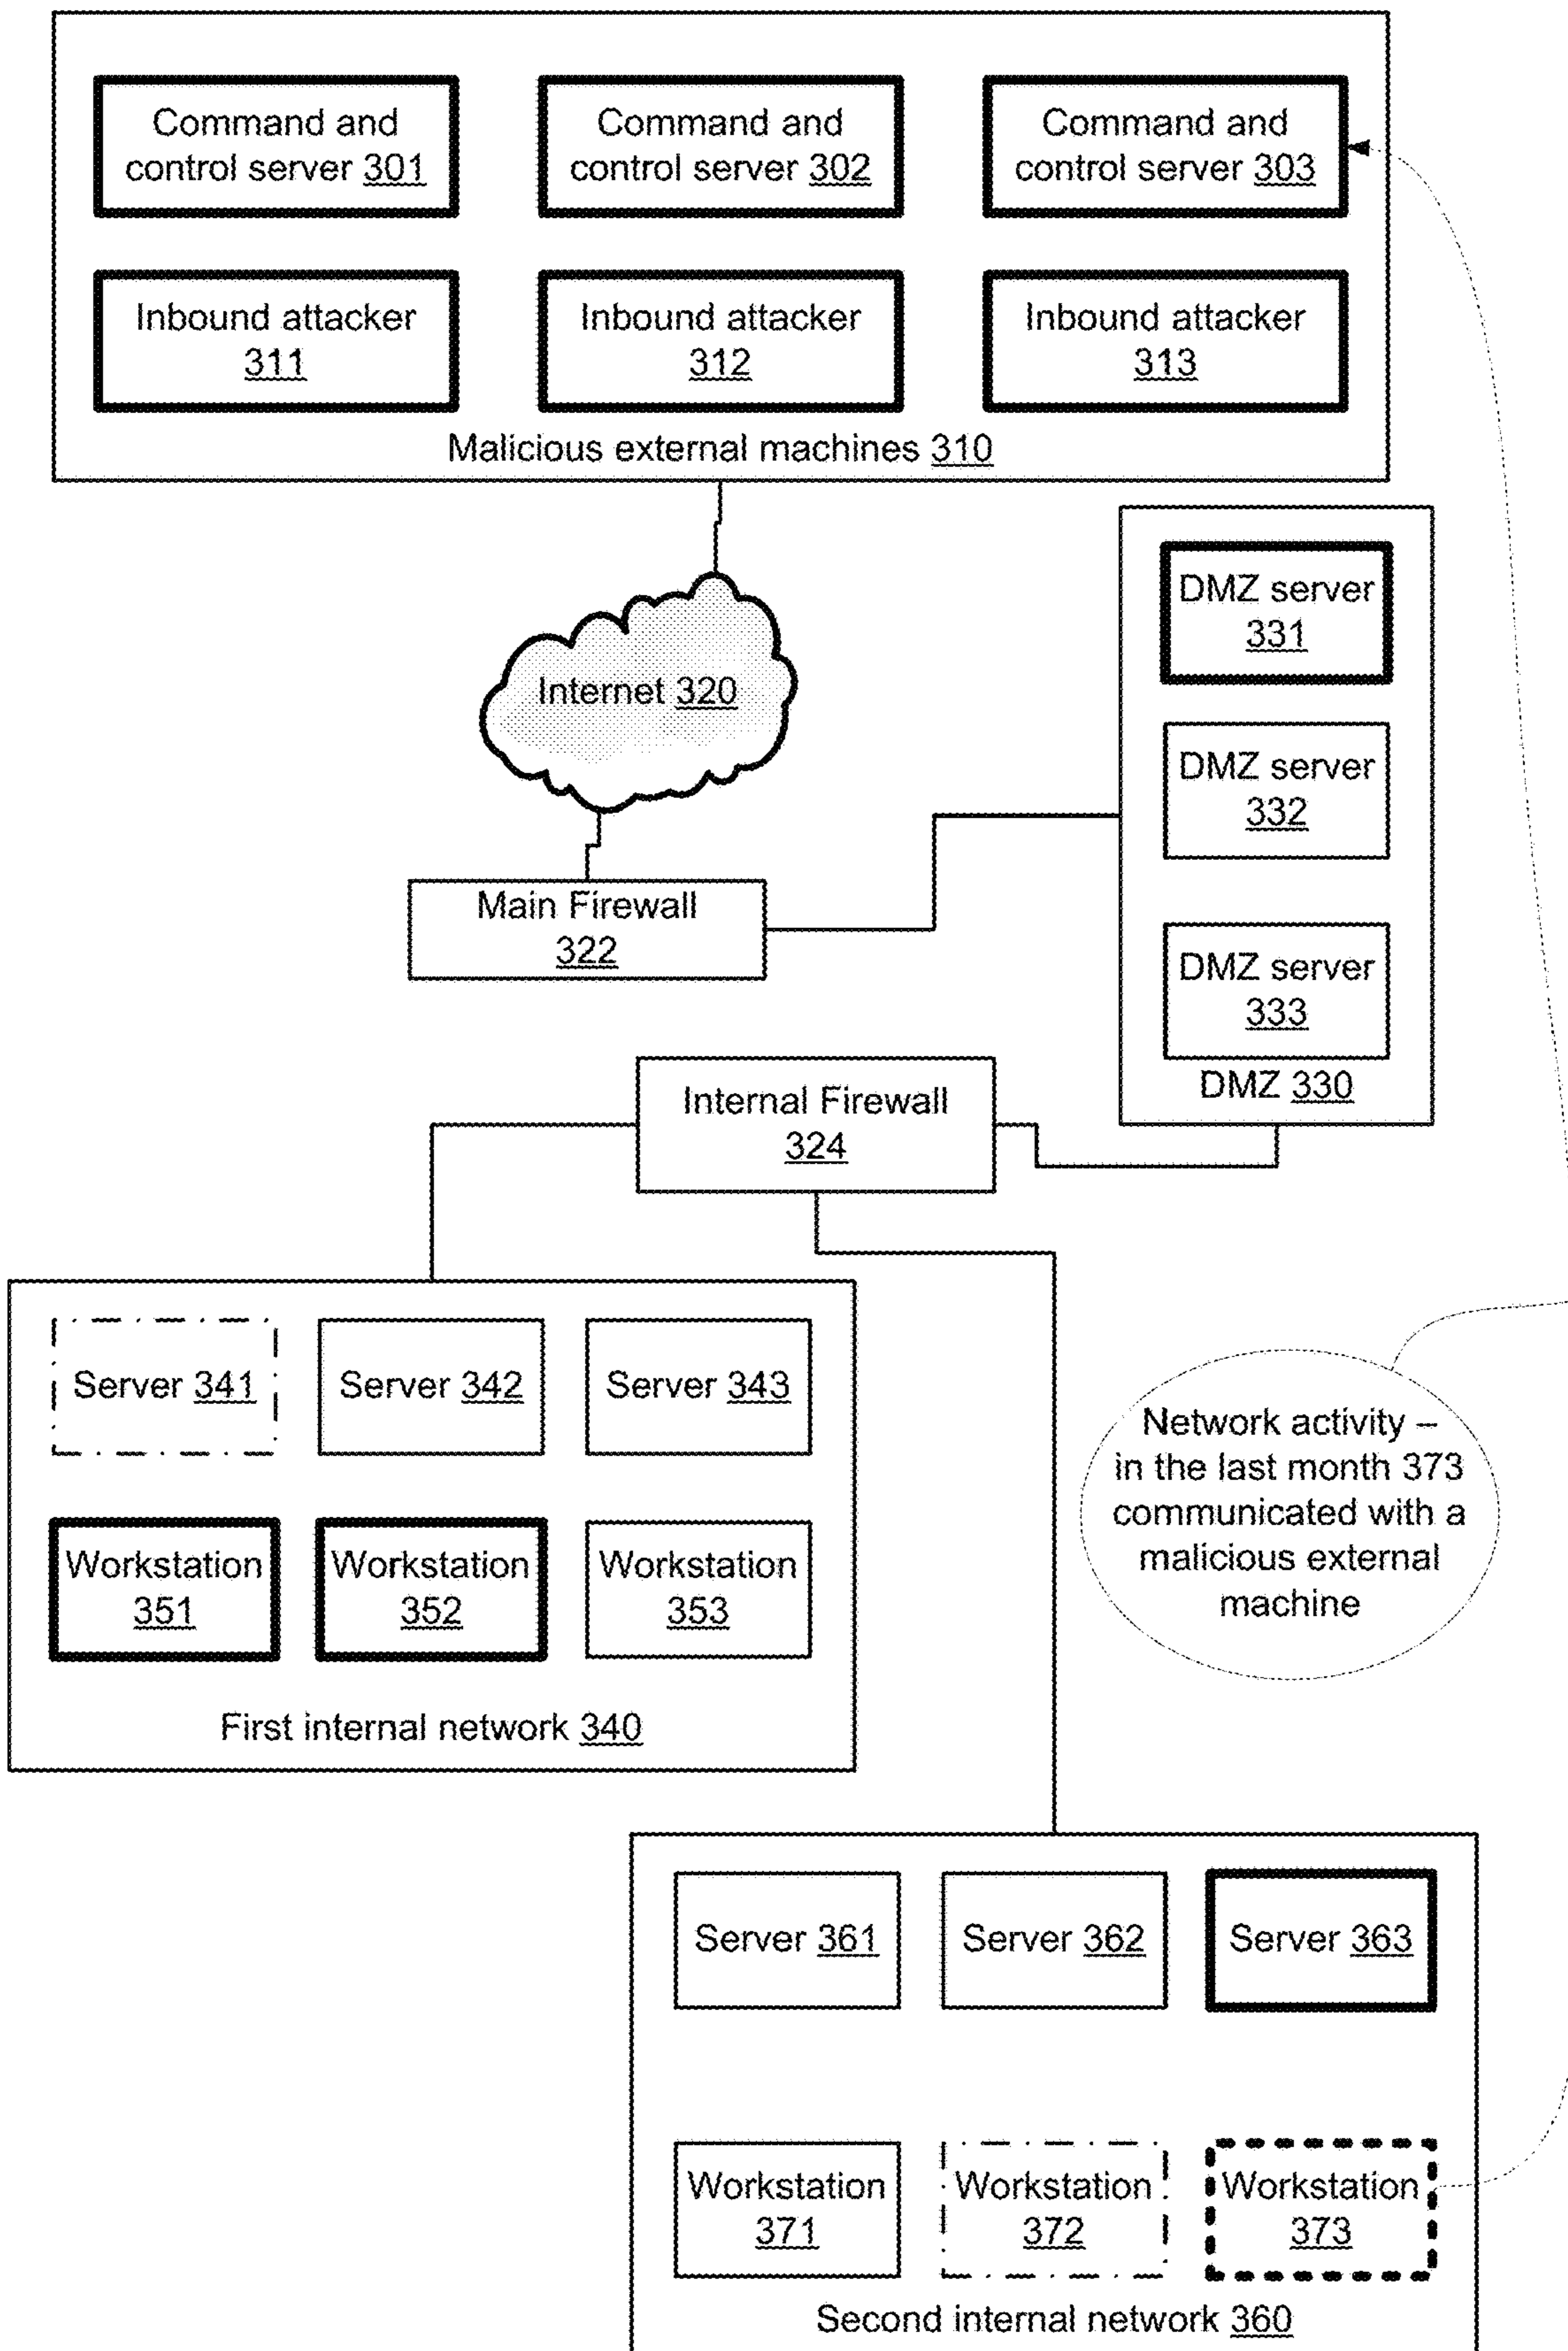 Command and
control server 301
Command and
control server 302
Command and
control server 303
Inbound attacker
311
Inbound attacker
312
Inbound attacker
313
Malicious external machines 310
Internet 320
DMZ server
331
DMZ server
332
DMZ server
333
DMZ 330
Main Firewall
322
Internal Firewall
324
Server 341
Server 342
Server 343
Workstation
351
Workstation
352
Workstation
353
First internal network 340
Network activity –
in the last month 373
communicated with a
malicious external
machine
Server 361
Server 362
Server 363
Workstation
371
Workstation
372
Workstation
373
Second internal network 360